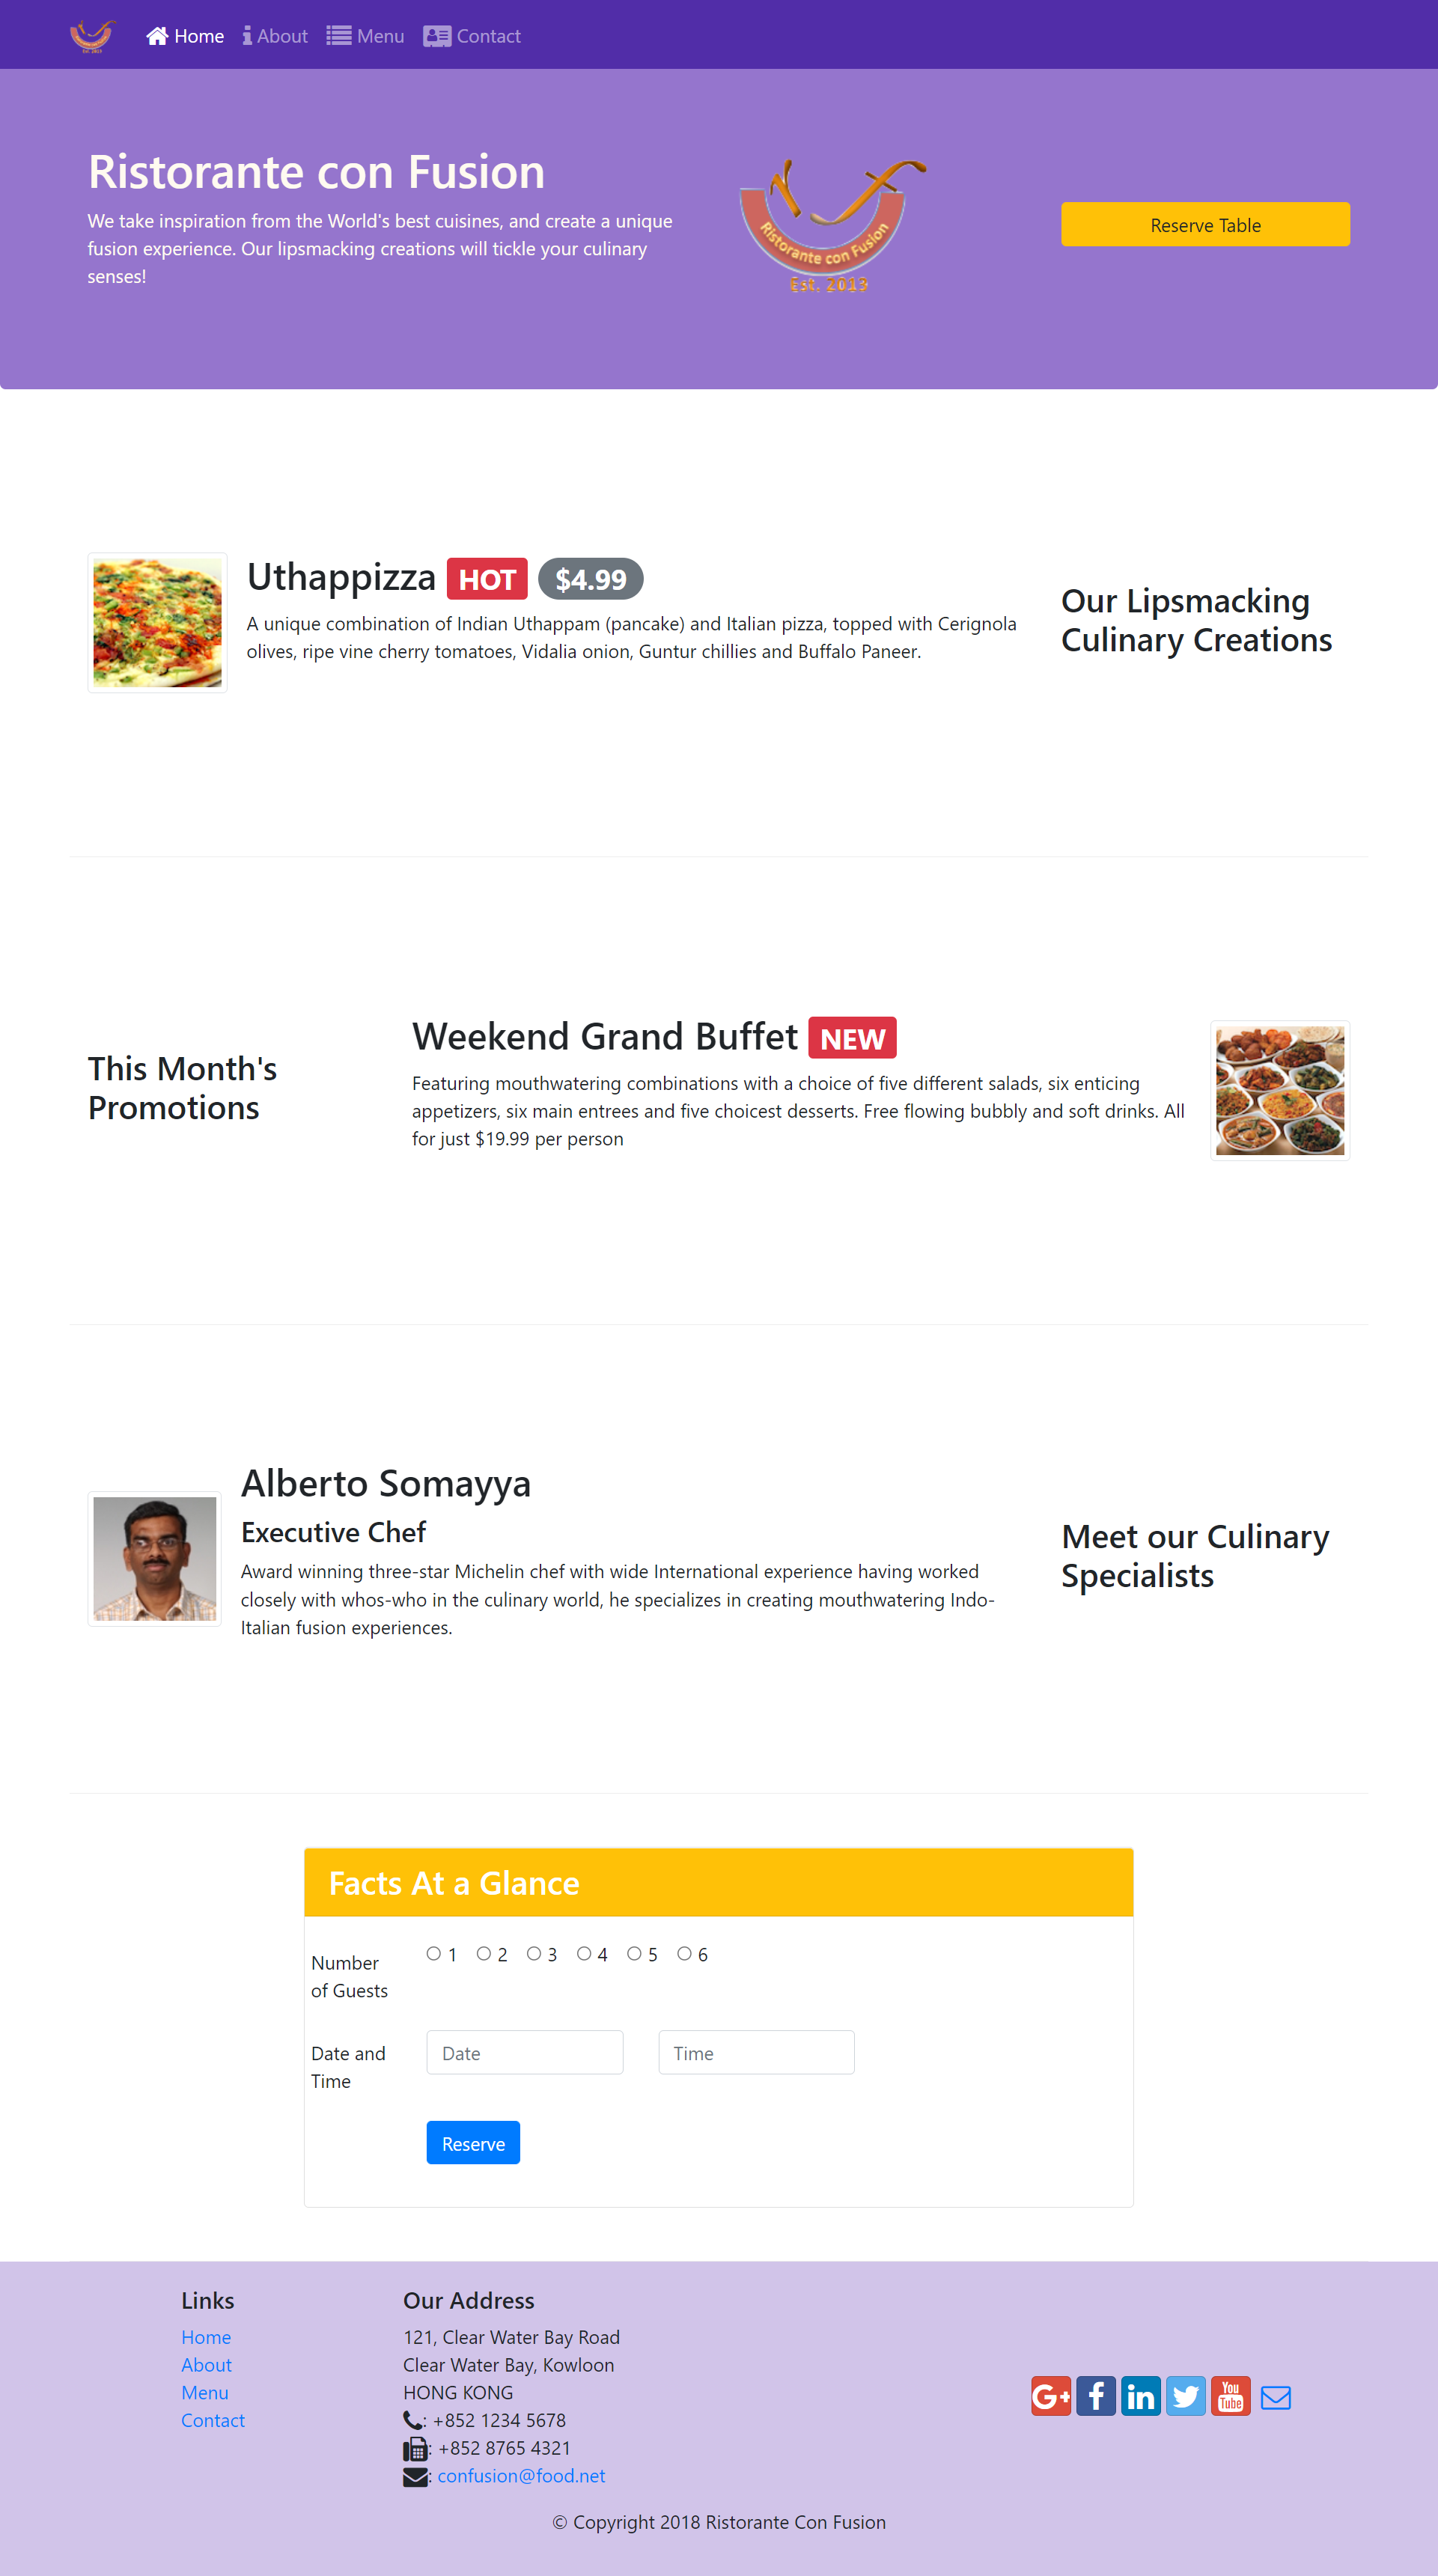 Home About Menu Contact
Ristorante con Fusion
We take inspiration from the World's best cuisines, and create a unique
fusion experience. Our lipsmacking creations will tickle your culinary
senses!
Ristorante con Fusion
Est. 2019
Reserve Table
Uthappizza HOT $4.99
A unique combination of Indian Uthappam (pancake) and Italian pizza, topped with Cerignola
olives, ripe vine cherry tomatoes, Vidalia onion, Guntur chillies and Buffalo Paneer.
Our Lipsmacking
Culinary Creations
This Month's
Promotions
Weekend Grand Buffet NEW
Featuring mouthwatering combinations with a choice of five different salads, six enticing
appetizers, six main entrees and five choicest desserts. Free flowing bubbly and soft drinks. All
for just $19.99 per person
Alberto Somayya
Executive Chef
Award winning three-star Michelin chef with wide International experience having worked
closely with whos-who in the culinary world, he specializes in creating mouthwatering Indo-
Italian fusion experiences.
Meet our Culinary
Specialists
Facts At a Glance
Number
of Guests
1 2 3 4 5 6
Date and
Time
Date
Time
Reserve
Links
Home
About
Menu
Contact
Our Address
121, Clear Water Bay Road
Clear Water Bay, Kowloon
HONG KONG
: +852 1234 5678
: +852 8765 4321
: confusion@food.net
G+ f in You Tube
© Copyright 2018 Ristorante Con Fusion